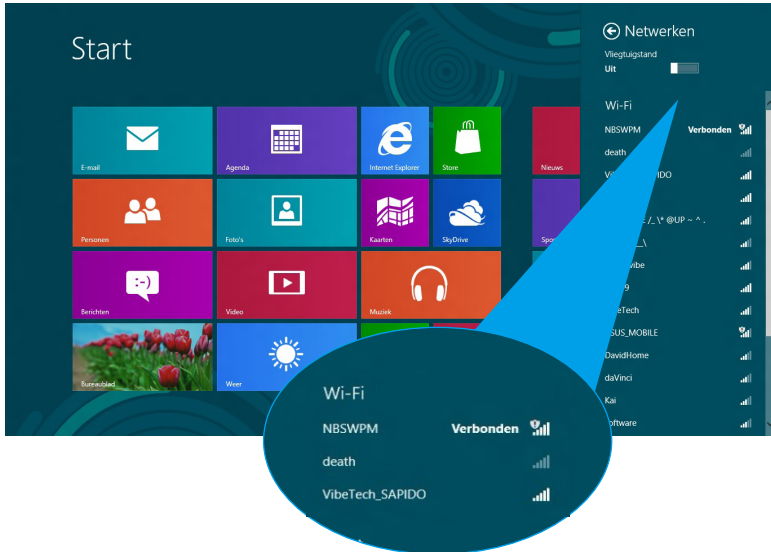 Start
E-mail
Agenda
Internet Explorer
Store
Nieuws
Personen
Foto's
Kaarten
SkyDrive
Berichten
:-)
Video
Muziek
Bureaublad
Weer
Netwerken
Vliegtuigstand
Uit
Wi-Fi
NBSWPM Verbonden
death
/_ \* @UP ~ ^ .
_\
DavidHome
daVinci
Kai
Wi-Fi
NBSWPM Verbonden
death
VibeTech_SAPIDO